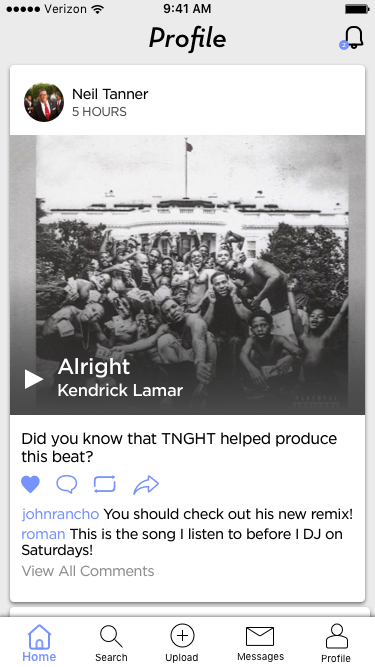 Verizon 9:41 AM
Profile
2
Neil Tanner
5 HOURS
Alright
Kendrick Lamar
Did you know that TNGHT helped produce
this beat?
johnrancho You should check out his new remix!
roman This is the song I listen to before I DJ on
Saturdays!
View All Comments
Home Search Upload Messages Profile